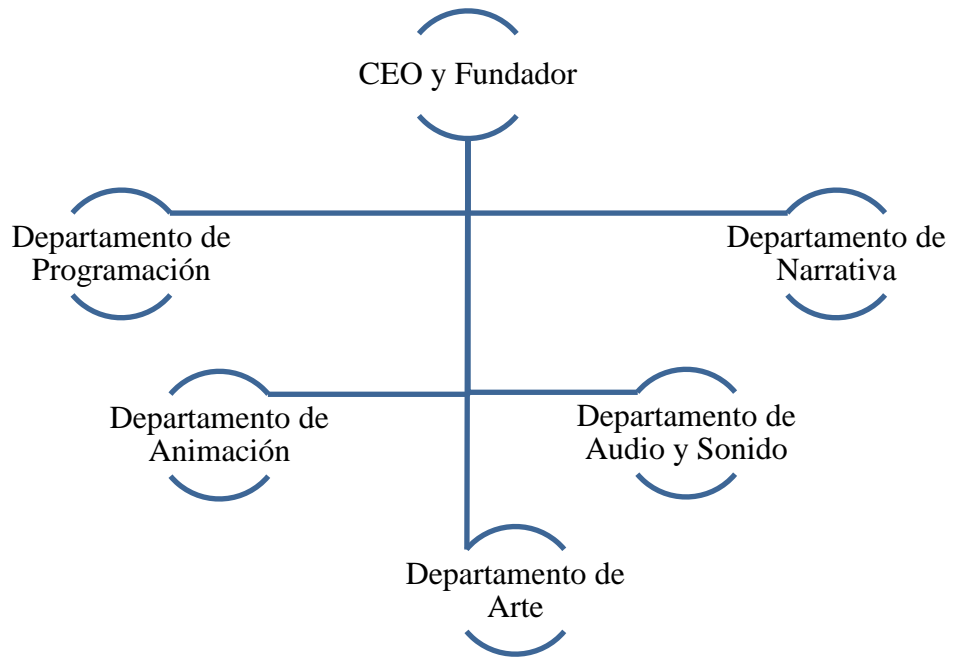 CEO y Fundador
Departamento de
Programación
Departamento de
Narrativa
Departamento de
Animación
Departamento de
Audio y Sonido
Departamento de
Arte